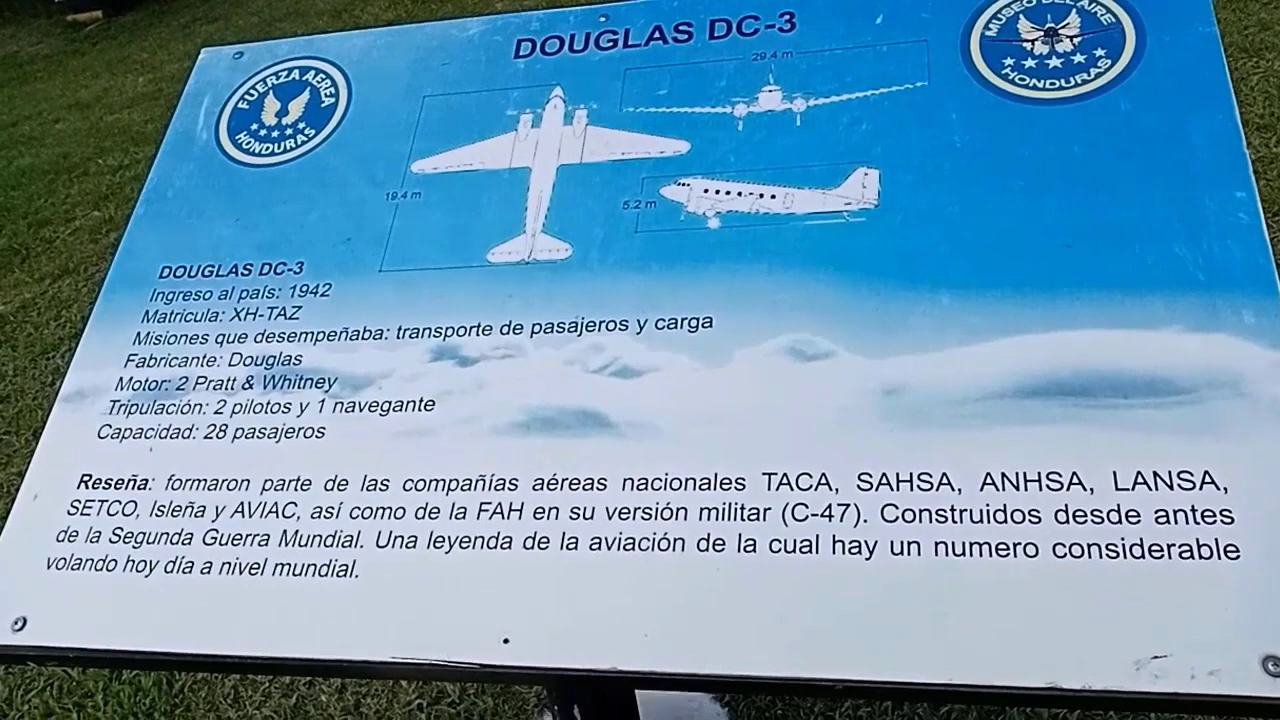 DOUGLAS DC-3
FUERZA AEREA
HONDURAS
MUSEO DEL AIRE
HONDURAS
29.4 m
19.4 m
5.2 m
DOUGLAS DC-3
Ingreso al país: 1942
Matricula: XH-TAZ
Misiones que desempeñaba: transporte de pasajeros y carga
Fabricante: Douglas
Motor: 2 Pratt & Whitney
Tripulación: 2 pilotos y 1 navegante
Capacidad: 28 pasajeros
Reseña: formaron parte de las compañías aéreas nacionales TACA, SAHSA, ANHSA, LANSA,
SETCO, Isleña y AVIAC, así como de la FAH en su versión militar (C-47). Construidos desde antes
de la Segunda Guerra Mundial. Una leyenda de la aviación de la cual hay un numero considerable
volando hoy día a nivel mundial.